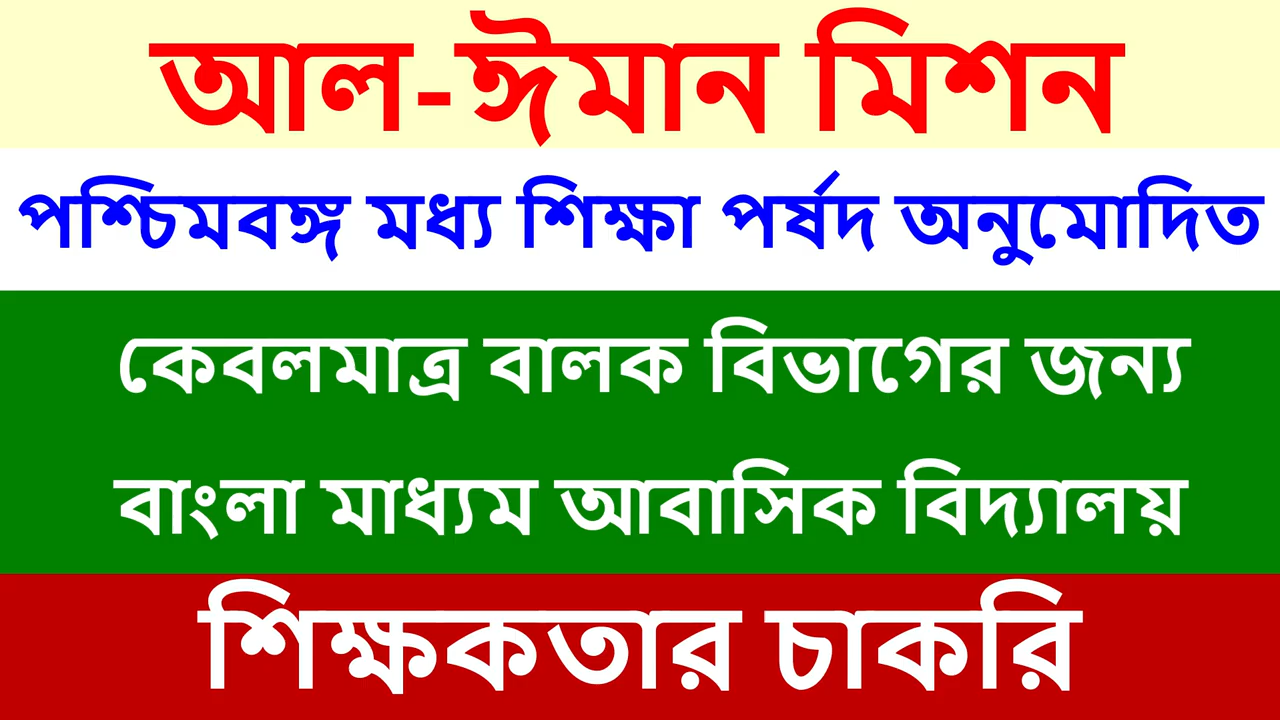 আল-ঈমান মিশন
পশ্চিমবঙ্গ মধ্য শিক্ষা পর্ষদ অনুমোদিত
কেবলমাত্র বালক বিভাগের জন্য
বাংলা মাধ্যম আবাসিক বিদ্যালয়
শিক্ষকতার চাকরি